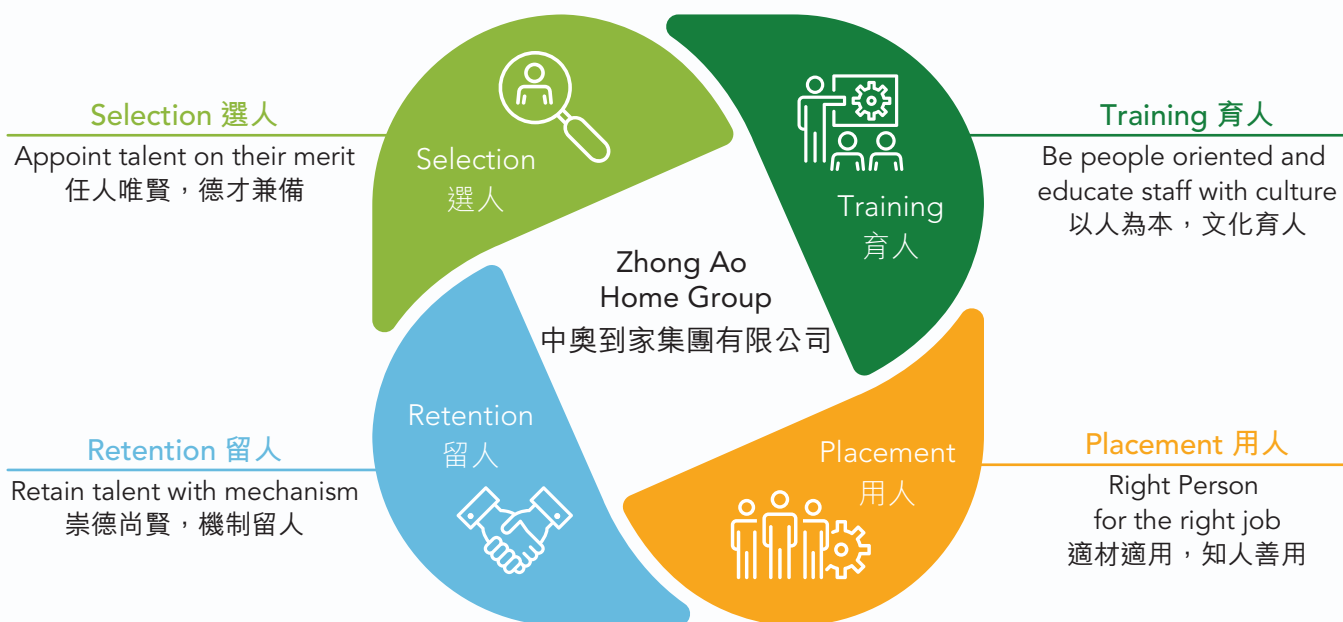 Selection 選人
Appoint talent on their merit
任人唯賢，德才兼備
Selection
選人
Training
育人
Training 育人
Be people oriented and
educate staff with culture
以人為本，文化育人
Zhong Ao
Home Group
中奧到家集團有限公司
Retention 留人
Retain talent with mechanism
崇德尚賢，機制留人
Retention
留人
Placement
用人
Placement 用人
Right Person
for the right job
適材適用，知人善用